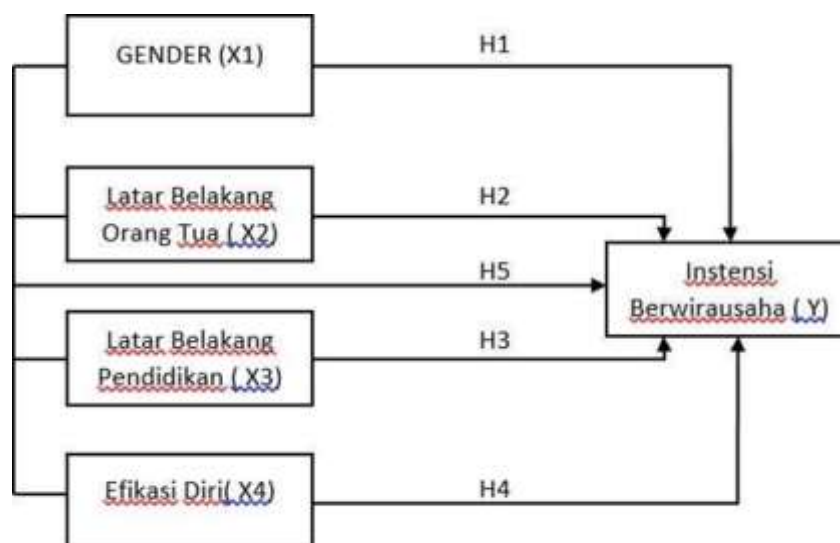 GENDER (X1)
H1
Latar Belakang
Orang Tua ( X2)
H2
H5
Instensi
Berwirausaha ( Y)
Latar Belakang
Pendidikan ( X3)
H3
Efikasi Diri( X4)
H4